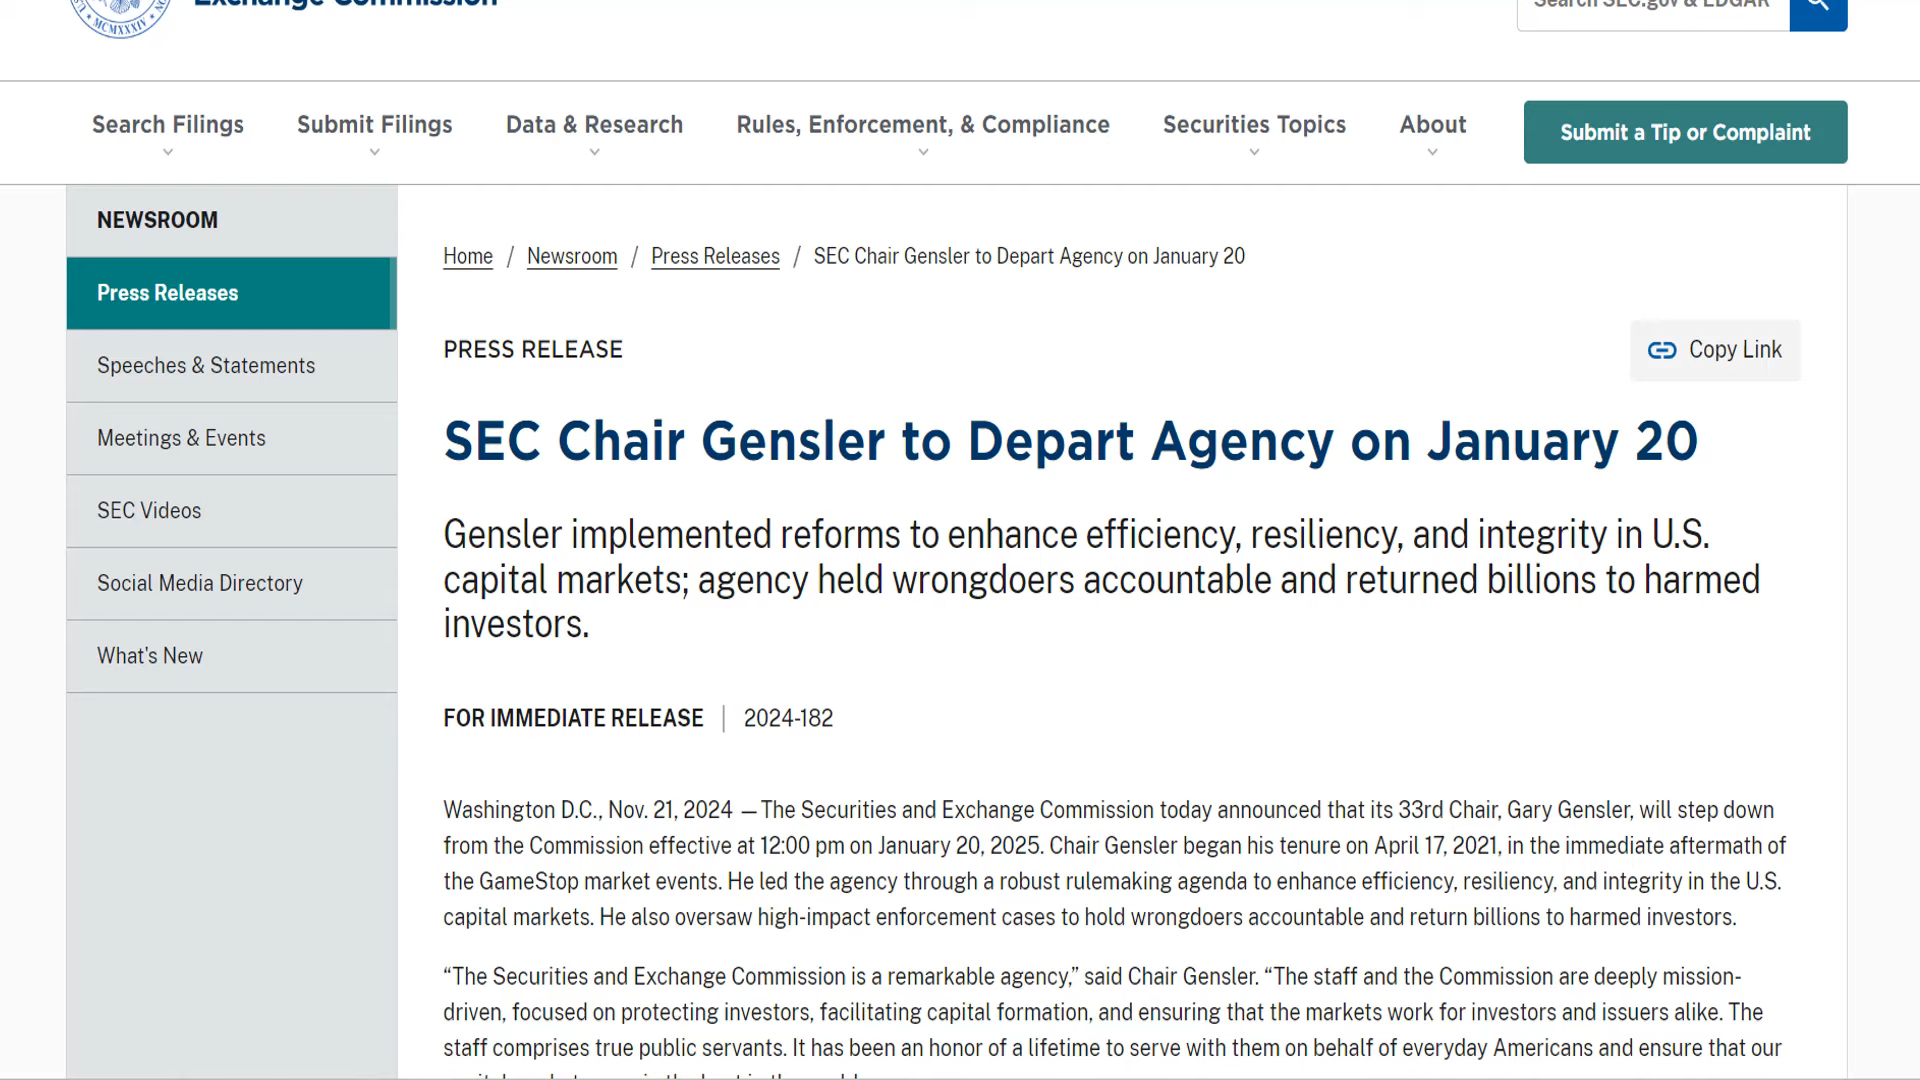 Exchange Commission
MCMXXXIV
Search SEC.gov & EDGAR
Search Filings
Submit Filings
Data & Research
Rules, Enforcement, & Compliance
Securities Topics
About
Submit a Tip or Complaint
NEWSROOM
Press Releases
Speeches & Statements
Meetings & Events
SEC Videos
Social Media Directory
What's New
Home / Newsroom / Press Releases / SEC Chair Gensler to Depart Agency on January 20
PRESS RELEASE
Copy Link
SEC Chair Gensler to Depart Agency on January 20
Gensler implemented reforms to enhance efficiency, resiliency, and integrity in U.S.
capital markets; agency held wrongdoers accountable and returned billions to harmed
investors.
FOR IMMEDIATE RELEASE | 2024-182
Washington D.C., Nov. 21, 2024 — The Securities and Exchange Commission today announced that its 33rd Chair, Gary Gensler, will step down
from the Commission effective at 12:00 pm on January 20, 2025. Chair Gensler began his tenure on April 17, 2021, in the immediate aftermath of
the GameStop market events. He led the agency through a robust rulemaking agenda to enhance efficiency, resiliency, and integrity in the U.S.
capital markets. He also oversaw high-impact enforcement cases to hold wrongdoers accountable and return billions to harmed investors.
“The Securities and Exchange Commission is a remarkable agency,” said Chair Gensler. “The staff and the Commission are deeply mission-
driven, focused on protecting investors, facilitating capital formation, and ensuring that the markets work for investors and issuers alike. The
staff comprises true public servants. It has been an honor of a lifetime to serve with them on behalf of everyday Americans and ensure that our